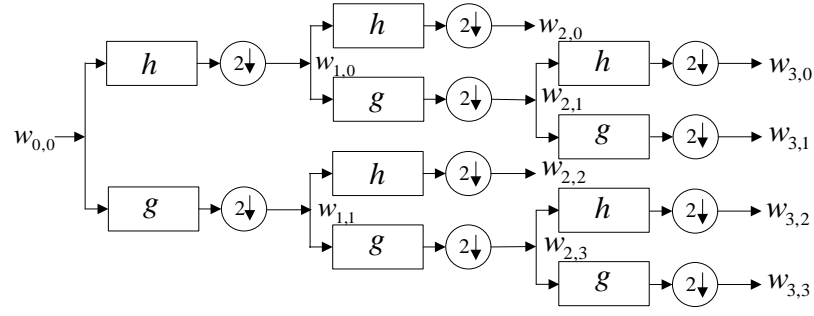 h 2↓ w2,0
h 2↓ w1,0 h 2↓ w3,0
g 2↓ w2,1
w0,0 g 2↓ w3,1
h 2↓ w2,2
g 2↓ w1,1 h 2↓ w3,2
g 2↓ w2,3
g 2↓ w3,3